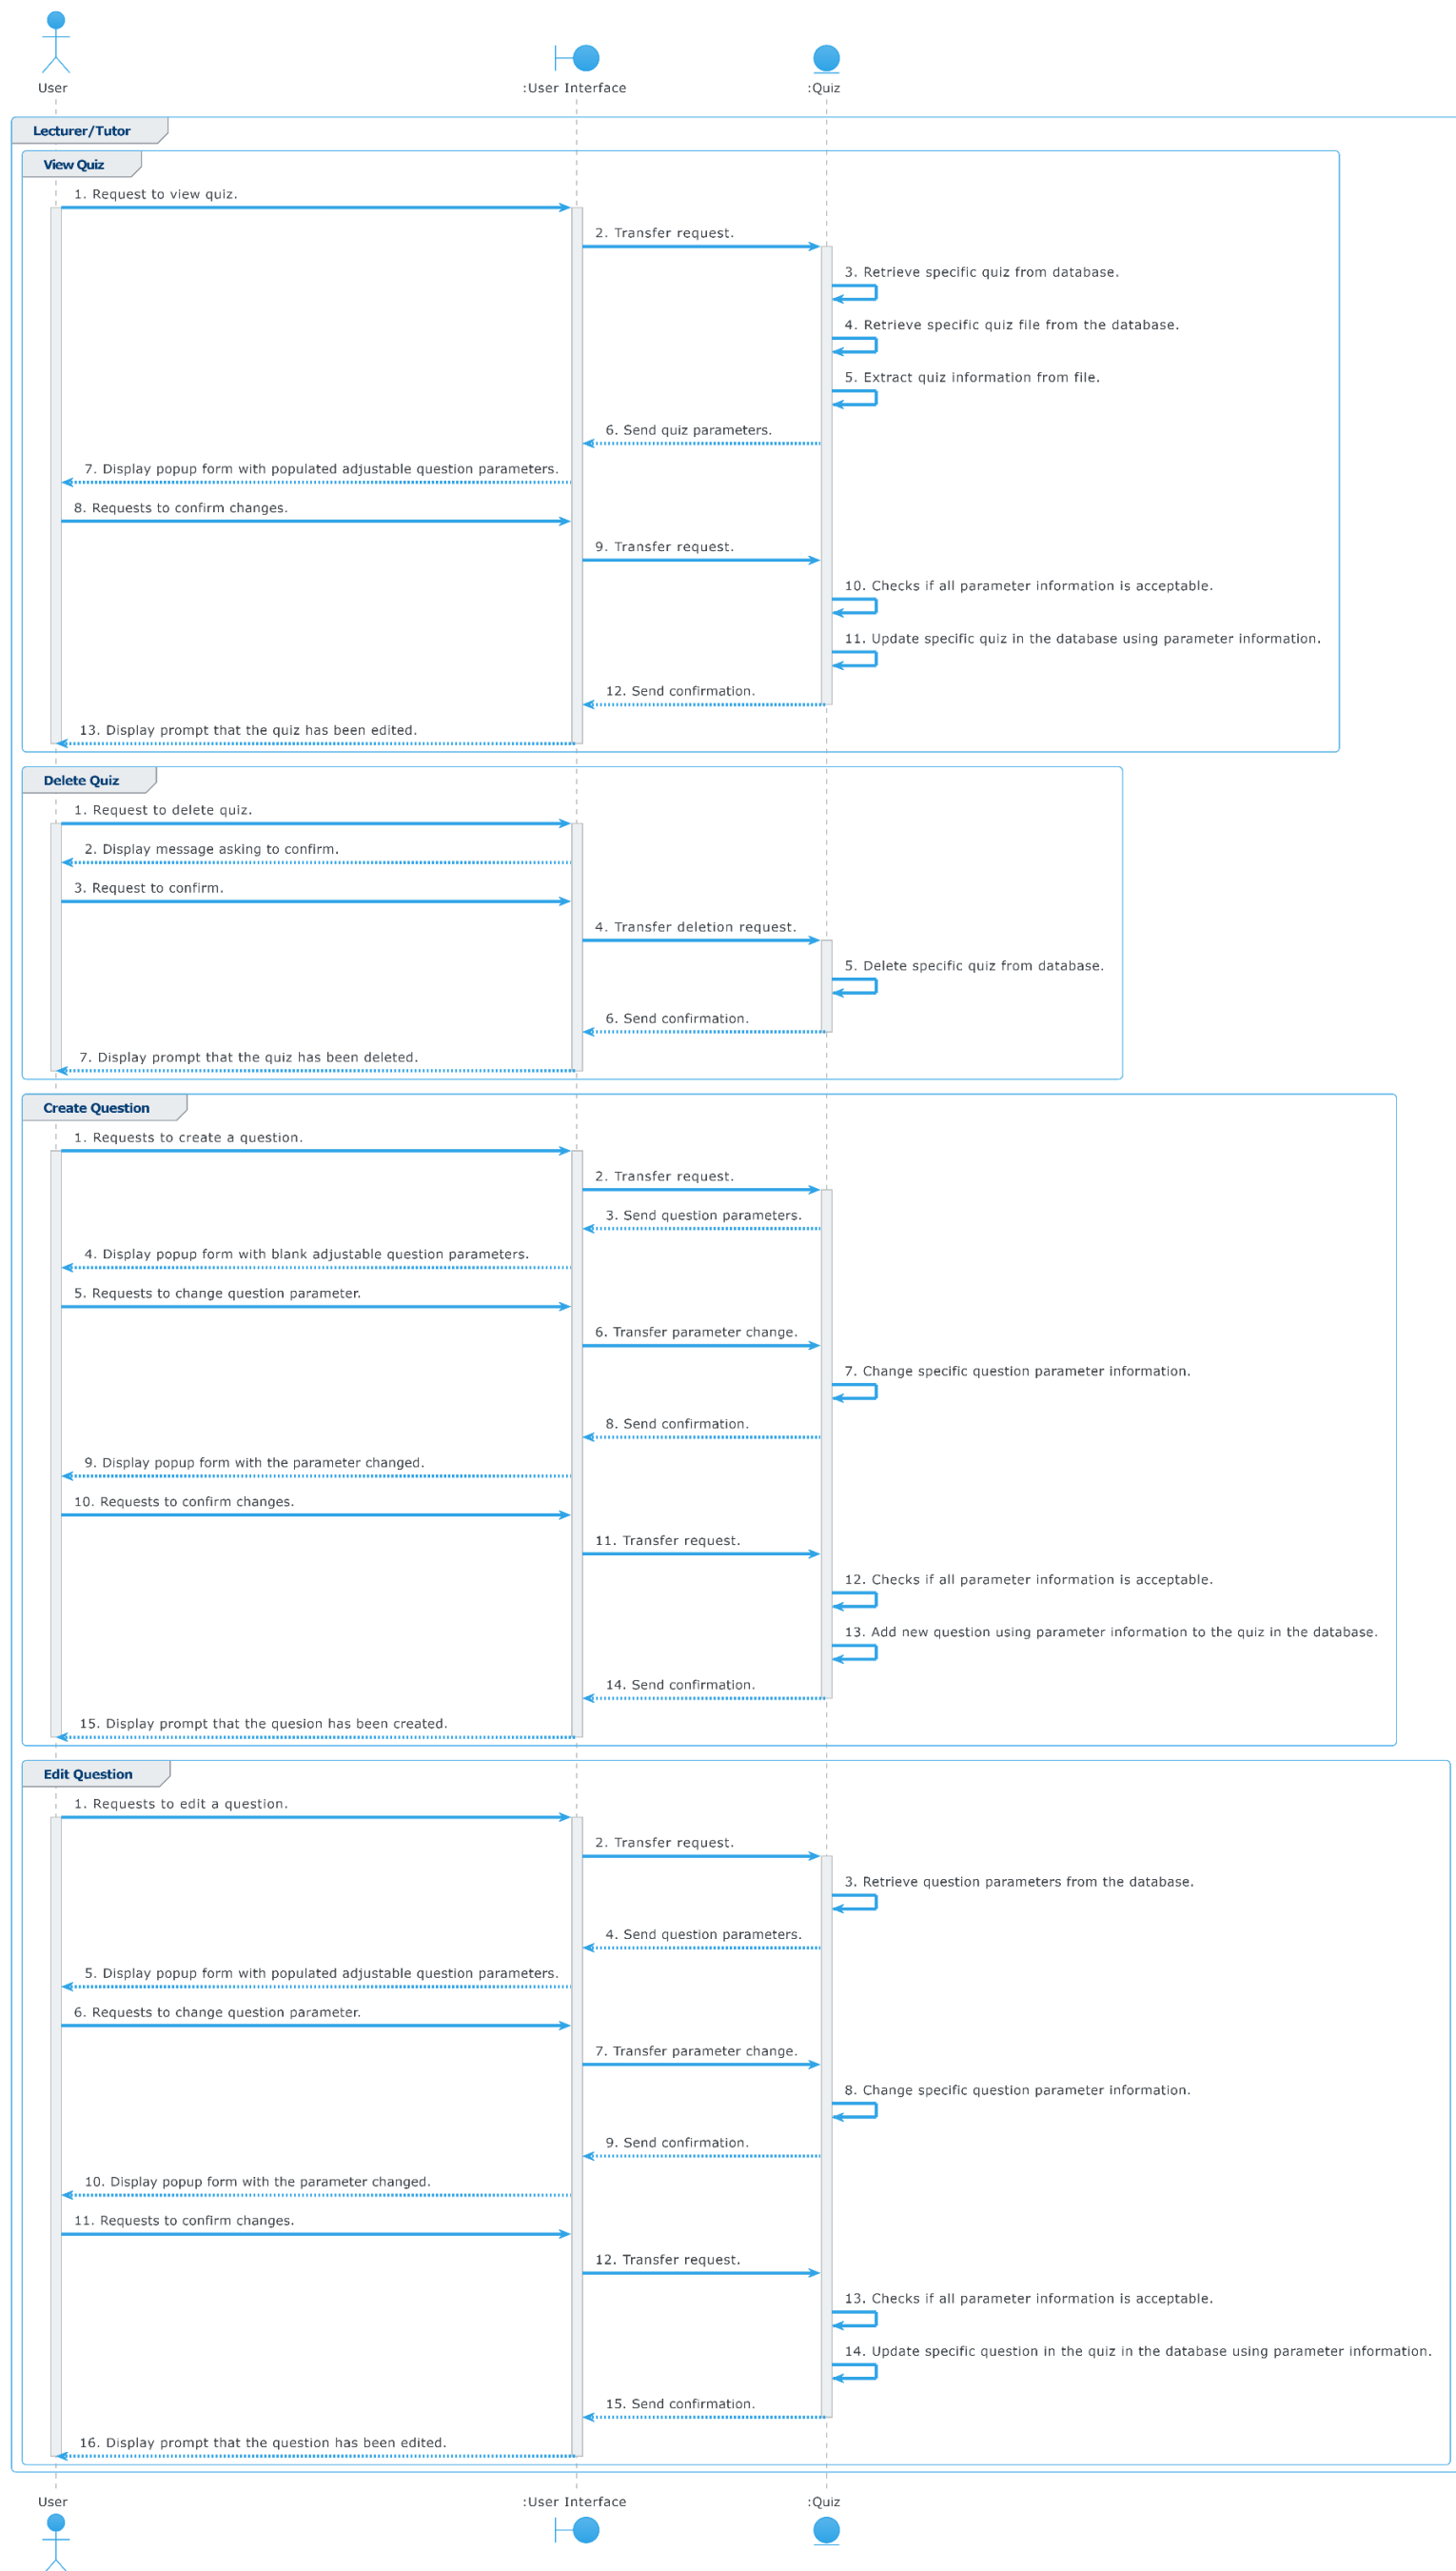 User
:User Interface
:Quiz
Lecturer/Tutor
View Quiz
1. Request to view quiz.
2. Transfer request.
3. Retrieve specific quiz from database.
4. Retrieve specific quiz file from the database.
5. Extract quiz information from file.
6. Send quiz parameters.
7. Display popup form with populated adjustable question parameters.
8. Requests to confirm changes.
9. Transfer request.
10. Checks if all parameter information is acceptable.
11. Update specific quiz in the database using parameter information.
12. Send confirmation.
13. Display prompt that the quiz has been edited.
Delete Quiz
1. Request to delete quiz.
2. Display message asking to confirm.
3. Request to confirm.
4. Transfer deletion request.
5. Delete specific quiz from database.
6. Send confirmation.
7. Display prompt that the quiz has been deleted.
Create Question
1. Requests to create a question.
2. Transfer request.
3. Send question parameters.
4. Display popup form with blank adjustable question parameters.
5. Requests to change question parameter.
6. Transfer parameter change.
7. Change specific question parameter information.
8. Send confirmation.
9. Display popup form with the parameter changed.
10. Requests to confirm changes.
11. Transfer request.
12. Checks if all parameter information is acceptable.
13. Add new question using parameter information to the quiz in the database.
14. Send confirmation.
15. Display prompt that the quesion has been created.
Edit Question
1. Requests to edit a question.
2. Transfer request.
3. Retrieve question parameters from the database.
4. Send question parameters.
5. Display popup form with populated adjustable question parameters.
6. Requests to change question parameter.
7. Transfer parameter change.
8. Change specific question parameter information.
9. Send confirmation.
10. Display popup form with the parameter changed.
11. Requests to confirm changes.
12. Transfer request.
13. Checks if all parameter information is acceptable.
14. Update specific question in the quiz in the database using parameter information.
15. Send confirmation.
16. Display prompt that the question has been edited.
User
:User Interface
:Quiz